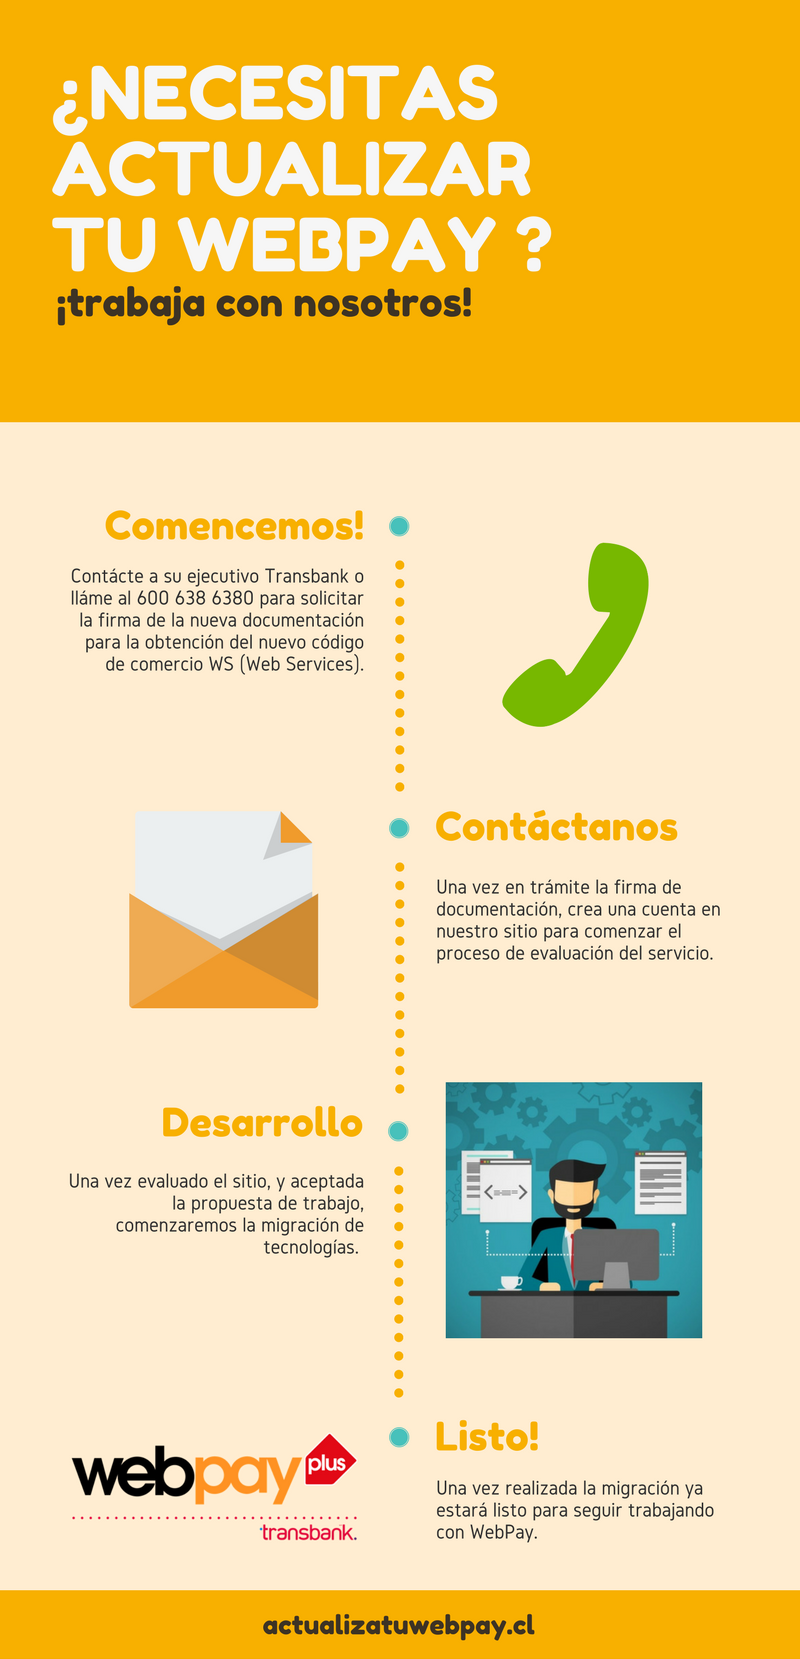 ¿NECESITAS
ACTUALIZAR
TU WEBPAY ?
¡trabaja con nosotros!
Comencemos!
Contácte a su ejecutivo Transbank o
lláme al 600 638 6380 para solicitar
la firma de la nueva documentación
para la obtención del nuevo código
de comercio WS (Web Services).
Contáctanos
Una vez en trámite la firma de
documentación, crea una cuenta en
nuestro sitio para comenzar el
proceso de evaluación del servicio.
Desarrollo
Una vez evaluado el sitio, y aceptada
la propuesta de trabajo,
comenzaremos la migración de
tecnologías.
webpay plus
transbank.
Listo!
Una vez realizada la migración ya
estará listo para seguir trabajando
con WebPay.
actualizatuwebpay.cl